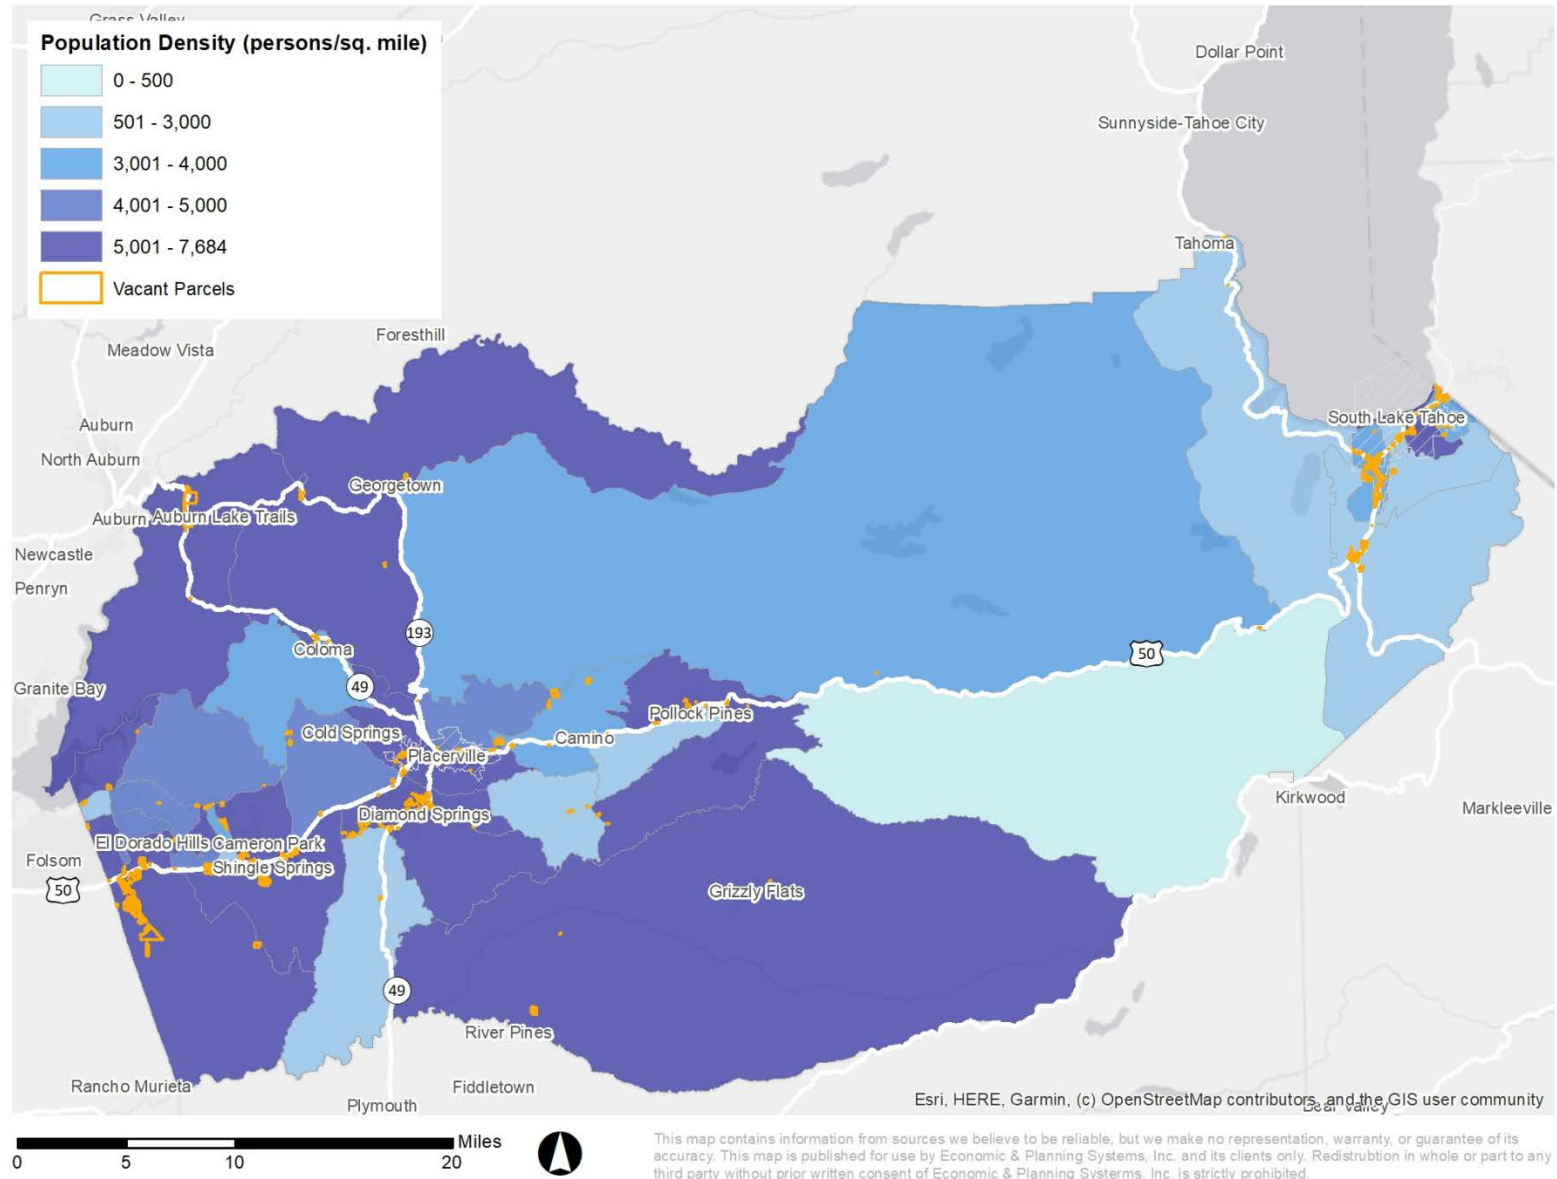 Grass Valley
Population Density (persons/sq. mile)
0 - 500
501 - 3,000
3,001 - 4,000
4,001 - 5,000
5,001 - 7,684
Vacant Parcels
Dollar Point
Sunnyside-Tahoe City
Tahoma
Foresthill
Meadow Vista
Auburn
South Lake Tahoe
North Auburn
Georgetown
Auburn
Auburn Lake Trails
Newcastle
Penryn
193
Coloma
50
Granite Bay
49
Pollock Pines
Cold Springs
Camino
Placerville
Kirkwood
Markleeville
Diamond Springs
El Dorado Hills
Cameron Park
Folsom
Shingle Springs
50
Grizzly Flats
49
River Pines
Rancho Murieta
Fiddletown
Plymouth
Esri, HERE, Garmin, (c) OpenStreetMap contributors, and the GIS user community
Bear Valley
Miles
0 5 10 20
This map contains information from sources we believe to be reliable, but we make no representation, warranty, or guarantee of its
accuracy. This map is published for use by Economic & Planning Systems, Inc. and its clients only. Redistrubtion in whole or part to any
third party without prior written consent of Economic & Planning Systerms, Inc. is strictly prohibited.